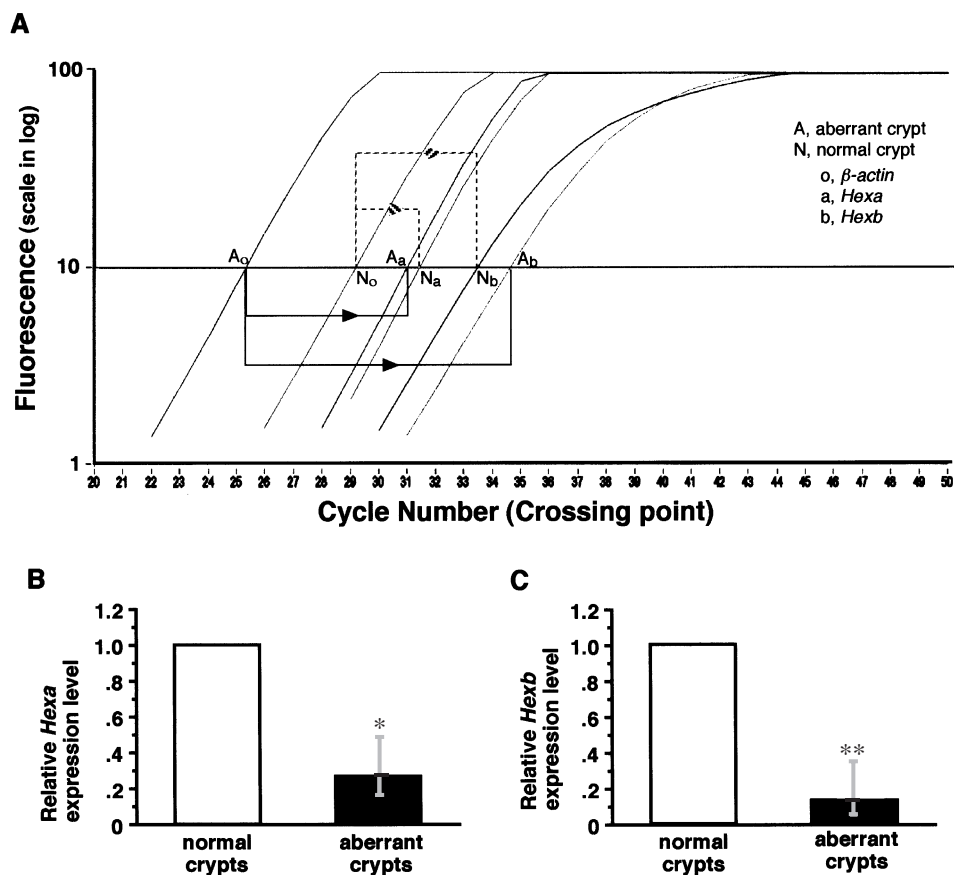 A
100
10
1
Fluorescence (scale in log)
A, aberrant crypt
N, normal crypt
o, β-actin
a, Hexa
b, Hexb
Ao
Aa
Ab
No
Na
Nb
20 21 22 23 24 25 26 27 28 29 30 31 32 33 34 35 36 37 38 39 40 41 42 43 44 45 46 47 48 49 50
Cycle Number (Crossing point)
B
Relative Hexa
expression level
1.2
1.0
.8
.6
.4
.2
0
*
normal
crypts
aberrant
crypts
C
Relative Hexb
expression level
1.2
1.0
.8
.6
.4
.2
0
**
normal
crypts
aberrant
crypts